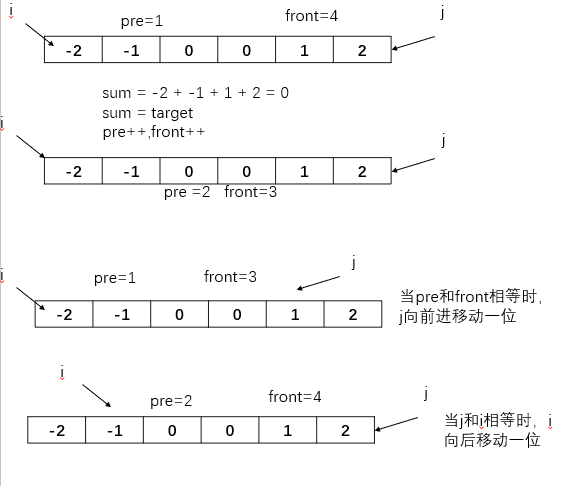 i
pre=1 front=4 j
-2 -1 0 0 1 2
sum = -2 + -1 + 1 + 2 = 0
sum = target
pre++,front++
i j
-2 -1 0 0 1 2
pre =2 front=3
i pre=1 front=3 j
-2 -1 0 0 1 2
当pre和front相等时，
j向前进移动一位
i pre=2 front=4 j
-2 -1 0 0 1 2
当j和i相等时，i
向后移动一位